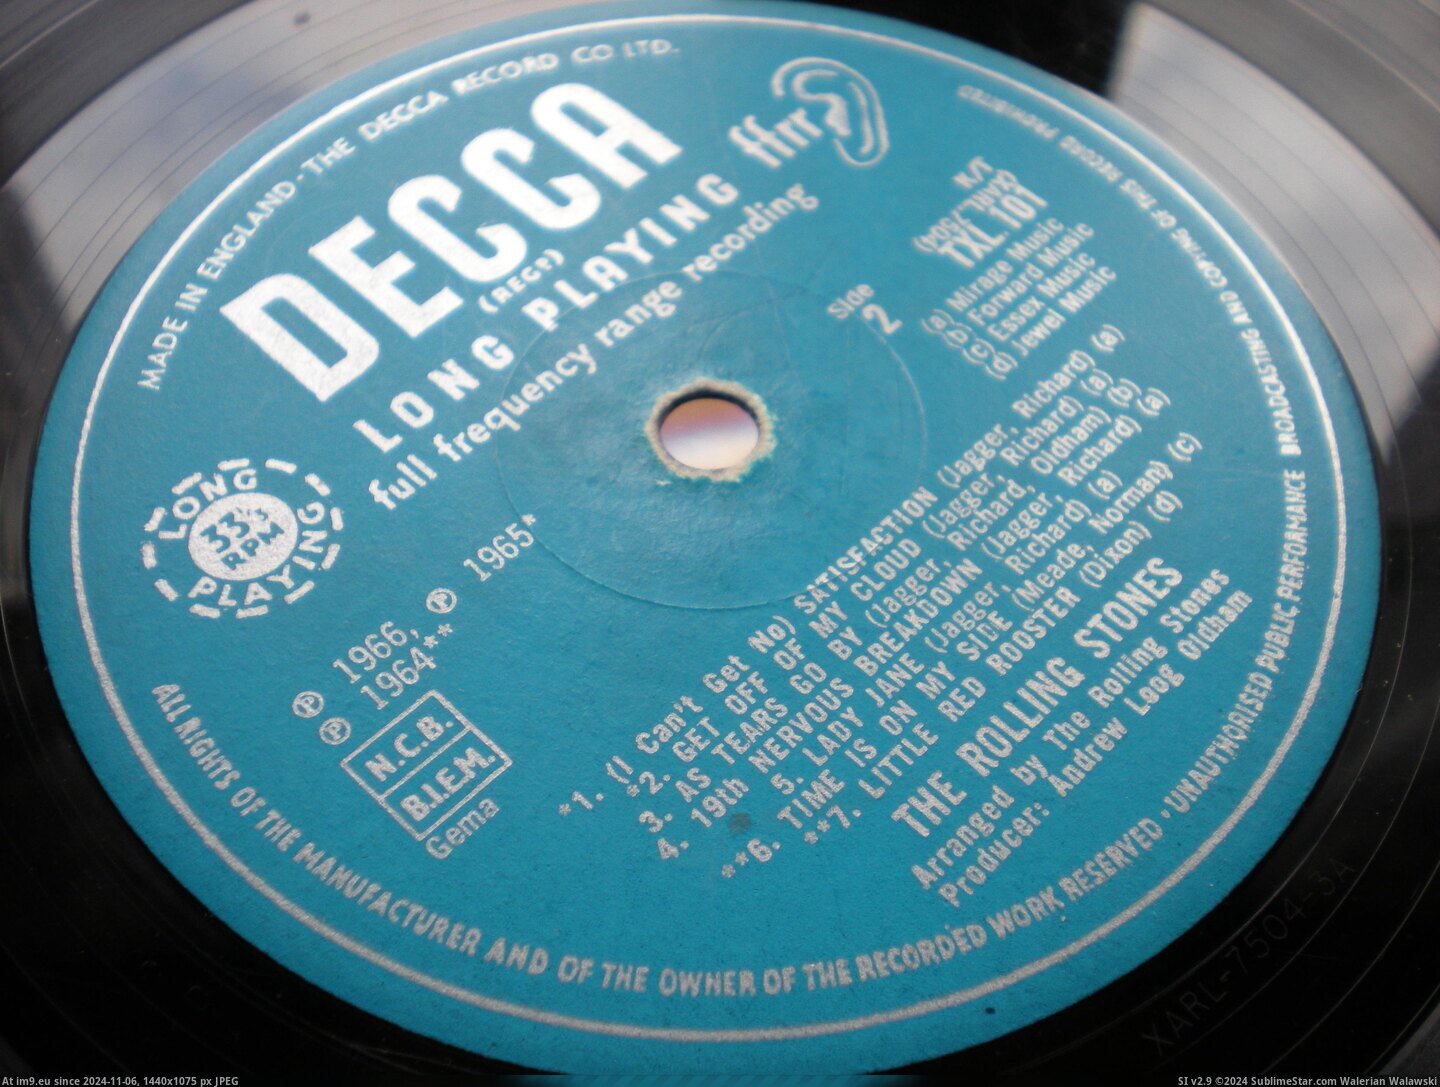 MADE IN ENGLAND · THE DECCA RECORD CO LTD.
DECCA
(REGD)
LONG PLAYING
ffrr
full frequency range recording
LONG
33⅓
RPM
PLAYING
K/T
TXL 101
(XARL.7504)
Side
2
(a) Mirage Music
(b) Forward Music
(c) Essex Music
(d) Jewel Music
Ⓟ 1966, Ⓟ 1965*
Ⓟ 1964**
N.C.B.
B.I.E.M.
Gema
*1. (I Can't Get No) SATISFACTION (Jagger, Richard) (a)
*2. GET OFF OF MY CLOUD (Jagger, Richard) (a)
3. AS TEARS GO BY (Jagger, Richard, Oldham) (b)
4. 19th NERVOUS BREAKDOWN (Jagger, Richard) (a)
5. LADY JANE (Jagger, Richard) (a)
**6. TIME IS ON MY SIDE (Meade, Norman) (c)
**7. LITTLE RED ROOSTER (Dixon) (d)
THE ROLLING STONES
Arranged by The Rolling Stones
Producer: Andrew Loog Oldham
ALL RIGHTS OF THE MANUFACTURER AND OF THE OWNER OF THE RECORDED WORK RESERVED · UNAUTHORISED PUBLIC PERFORMANCE BROADCASTING AND COPYING OF THIS RECORD PROHIBITED
XARL-7504-3A
At im9.eu since 2024-11-06, 1440x1075 px JPEG
SI v2.9 ©2024 SublimeStar.com Walerian Walawski